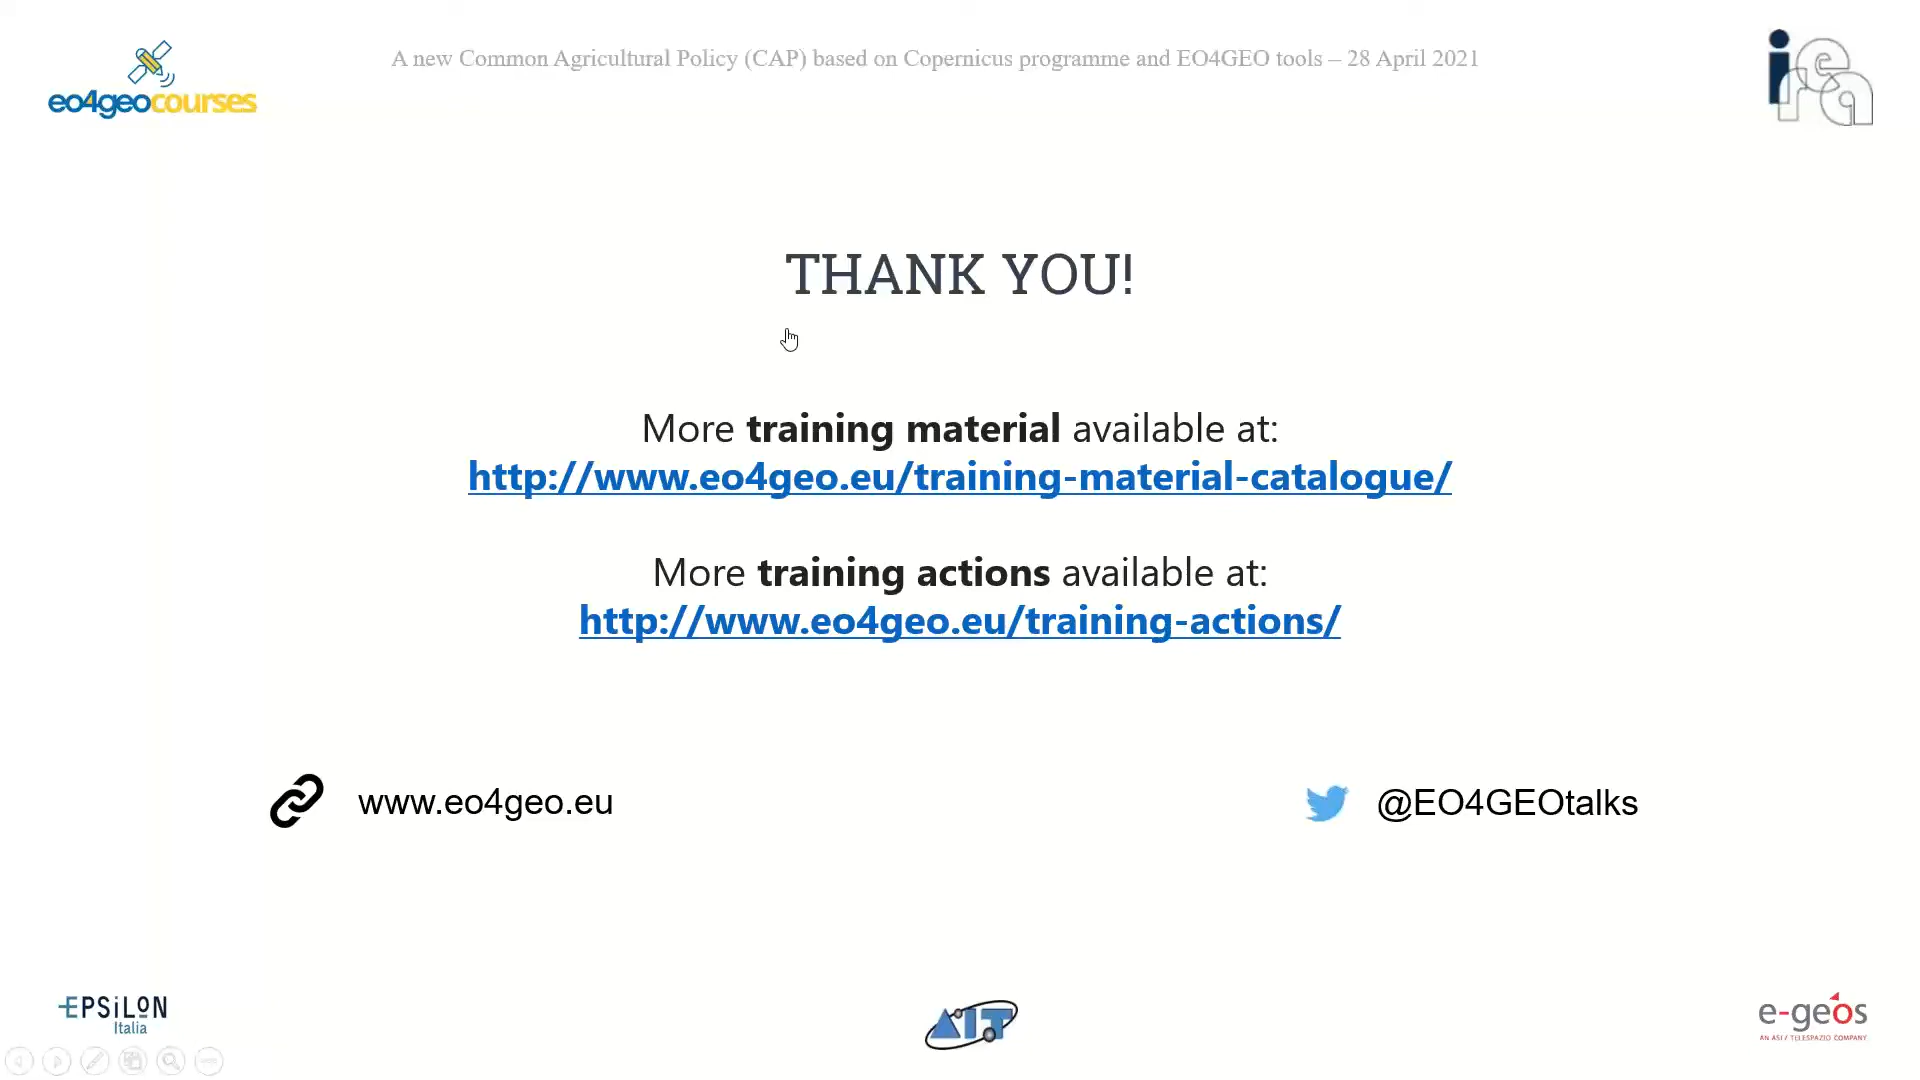 A new Common Agricultural Policy (CAP) based on Copernicus programme and EO4GEO tools – 28 April 2021
eo4geocourses
iera
THANK YOU!
More training material available at:
http://www.eo4geo.eu/training-material-catalogue/
More training actions available at:
http://www.eo4geo.eu/training-actions/
www.eo4geo.eu
@EO4GEOtalks
EPSiLON
Italia
AIT
e-geos
AN ASI / TELESPAZIO COMPANY